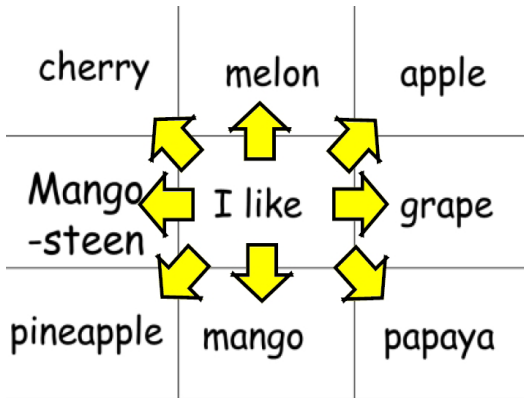 cherry
melon
apple
Mango
-steen
I like
grape
pineapple
mango
papaya